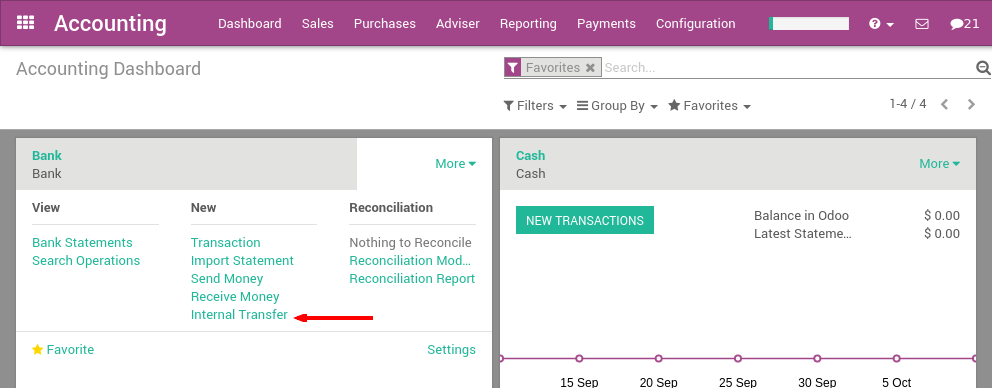 Accounting
Dashboard Sales Purchases Adviser Reporting Payments Configuration
21
Accounting Dashboard
Favorites
Search...
Filters Group By Favorites
1-4 / 4
Bank
Bank
More
View
Bank Statements
Search Operations
New
Transaction
Import Statement
Send Money
Receive Money
Internal Transfer
Reconciliation
Nothing to Reconcile
Reconciliation Mod...
Reconciliation Report
Favorite
Settings
Cash
Cash
More
NEW TRANSACTIONS
Balance in Odoo $ 0.00
Latest Stateme... $ 0.00
15 Sep 20 Sep 25 Sep 30 Sep 5 Oct